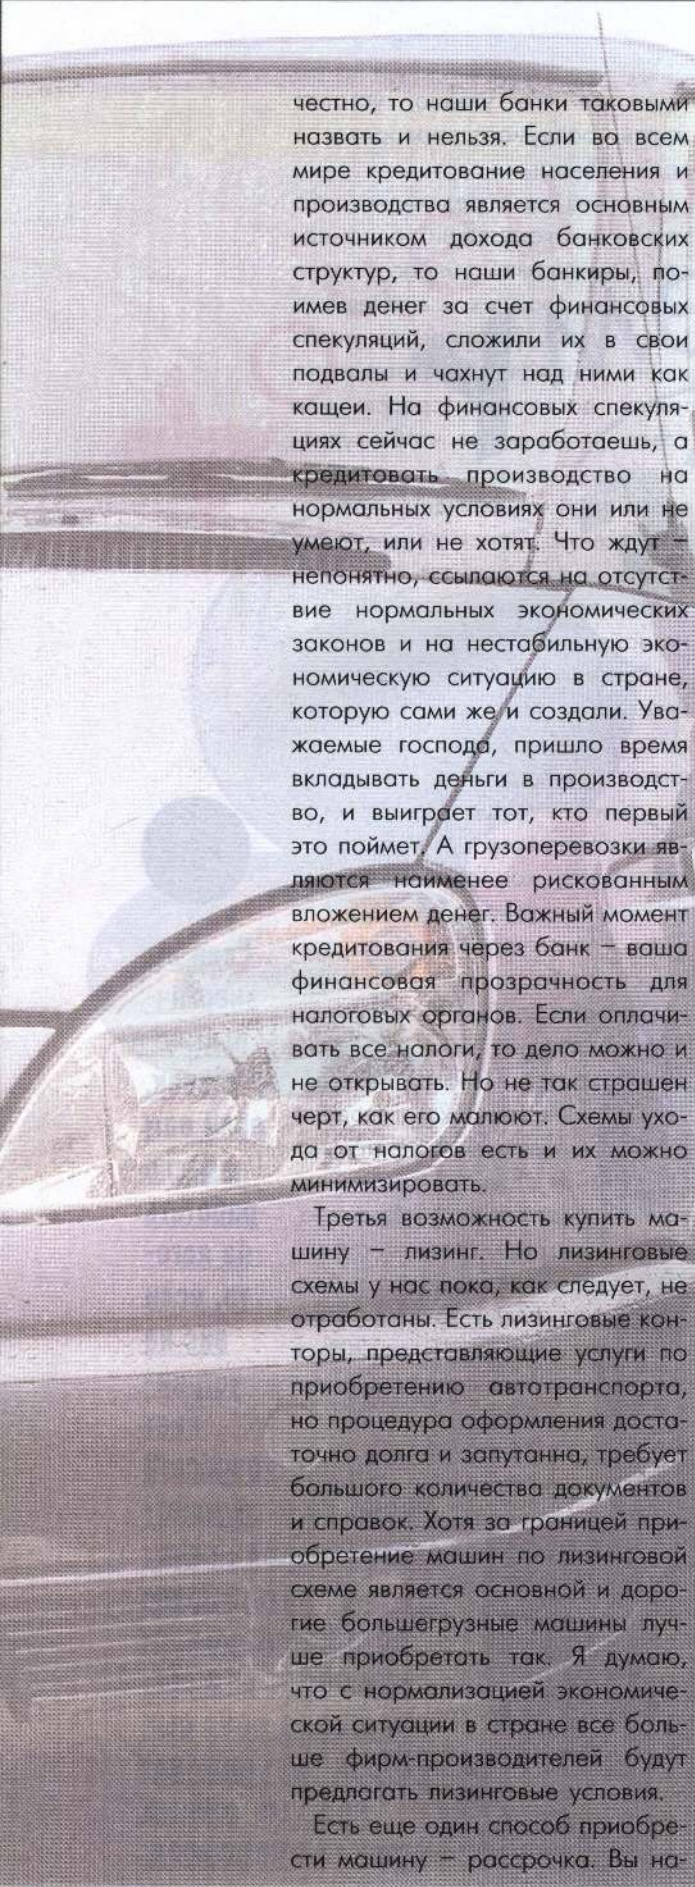 честно, то наши банки таковыми
назвать и нельзя. Если во всем
мире кредитование населения и
производства является основным
источником дохода банковских
структур, то наши банкиры, по-
имев денег за счет финансовых
спекуляций, сложили их в свои
подвалы и чахнут над ними как
кащеи. На финансовых спекуля-
циях сейчас не заработаешь, а
кредитовать производство на
нормальных условиях они или не
умеют, или не хотят. Что ждут –
непонятно, ссылаются на отсутст-
вие нормальных экономических
законов и на нестабильную эко-
номическую ситуацию в стране,
которую сами же и создали. Ува-
жаемые господа, пришло время
вкладывать деньги в производст-
во, и выиграет тот, кто первый
это поймет. А грузоперевозки яв-
ляются наименее рискованным
вложением денег. Важный момент
кредитования через банк – ваша
финансовая прозрачность для
налоговых органов. Если оплачи-
вать все налоги, то дело можно и
не открывать. Но не так страшен
черт, как его малюют. Схемы ухо-
да от налогов есть и их можно
минимизировать.
Третья возможность купить ма-
шину – лизинг. Но лизинговые
схемы у нас пока, как следует, не
отработаны. Есть лизинговые кон-
торы, представляющие услуги по
приобретению автотранспорта,
но процедура оформления доста-
точно долга и запутанна, требует
большого количества документов
и справок. Хотя за границей при-
обретение машин по лизинговой
схеме является основной и доро-
гие большегрузные машины луч-
ше приобретать так. Я думаю,
что с нормализацией экономиче-
ской ситуации в стране все боль-
ше фирм-производителей будут
предлагать лизинговые условия.
Есть еще один способ приобре-
сти машину – рассрочка. Вы на-